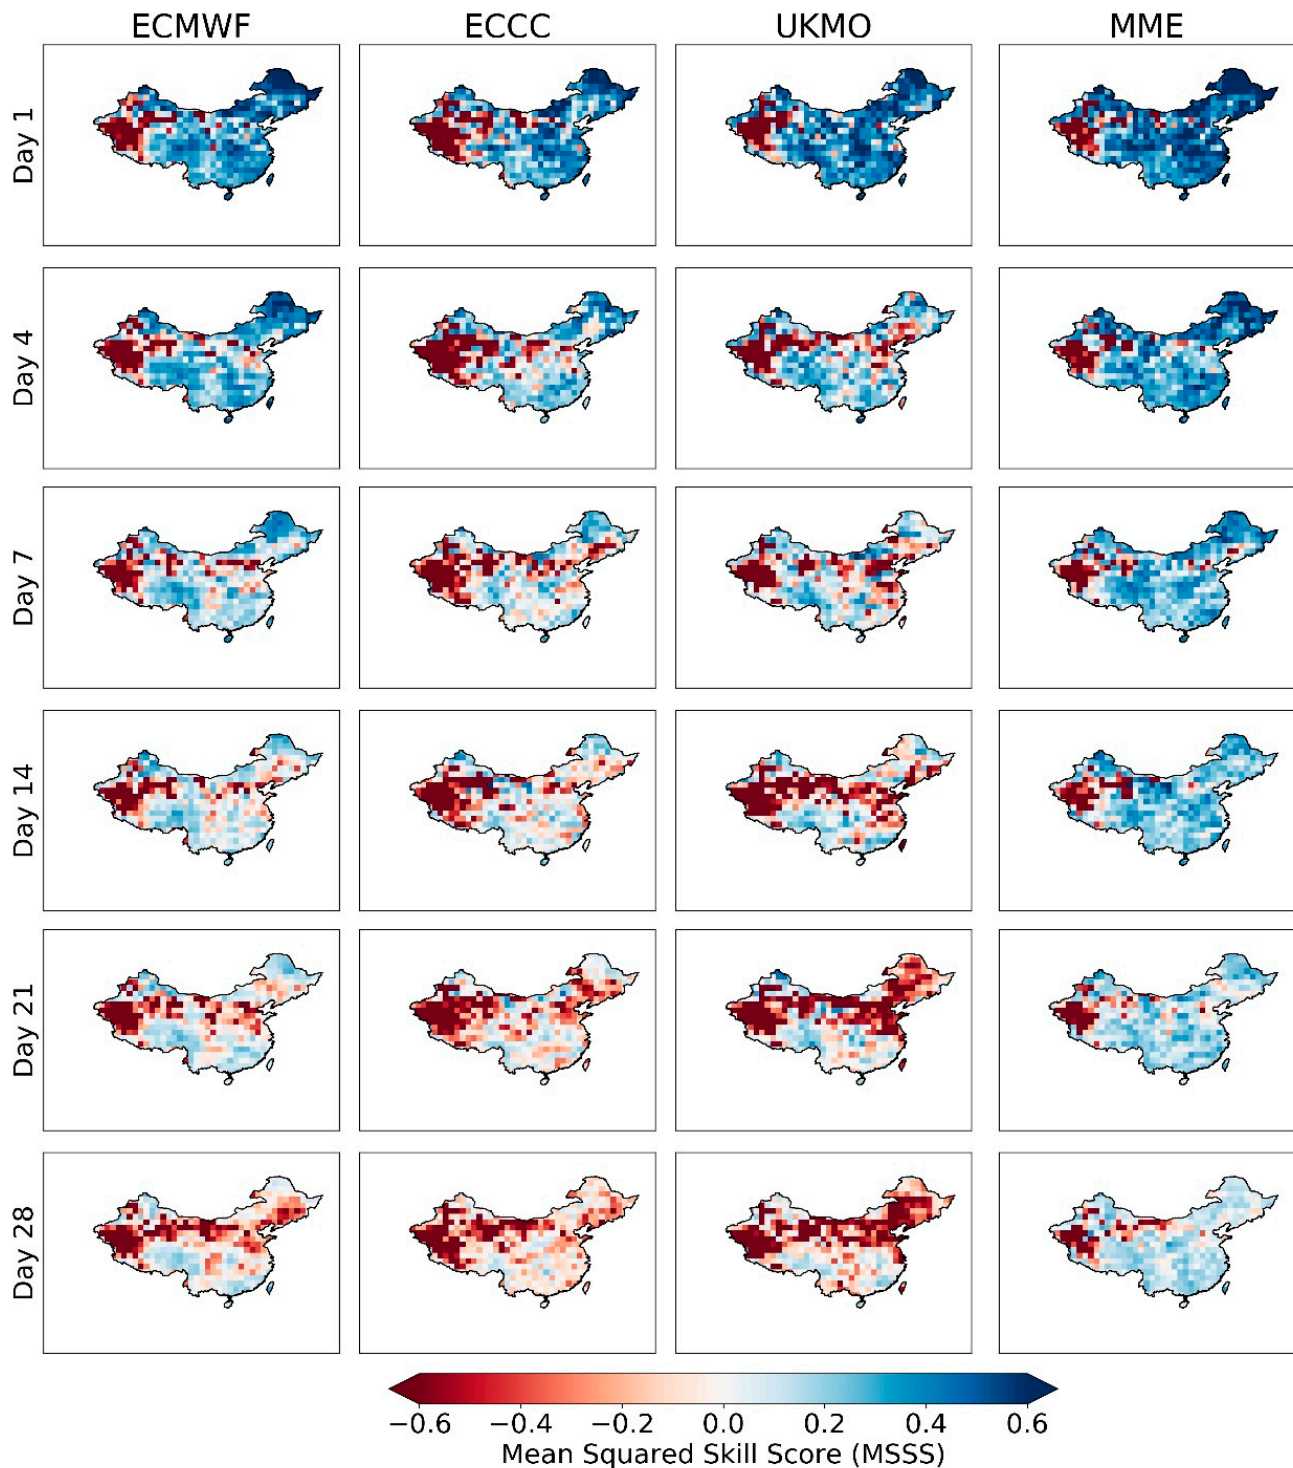 ECMWF ECCC UKMO MME
Day 1
Day 4
Day 7
Day 14
Day 21
Day 28
−0.6 −0.4 −0.2 0.0 0.2 0.4 0.6
Mean Squared Skill Score (MSSS)